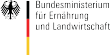 Bundesministerium
für Ernährung
und Landwirtschaft